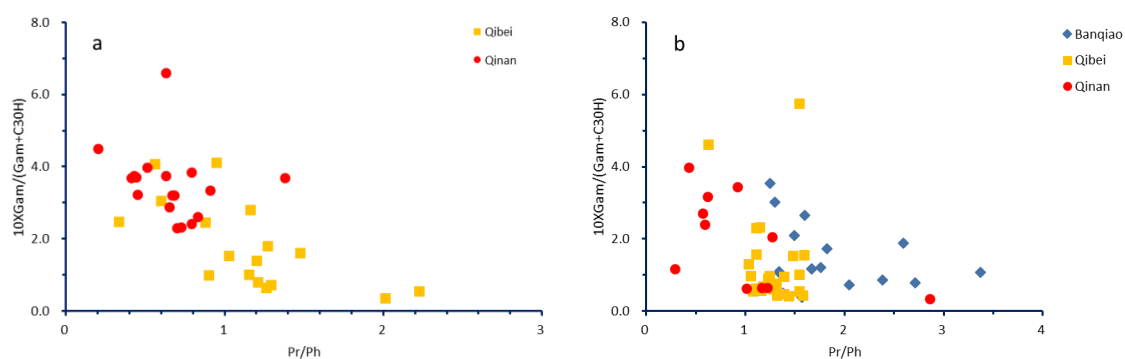 a
8.0
6.0
4.0
2.0
0.0
10XGam/(Gam+C30H)
0
1
2
3
Pr/Ph
Qibei
Qinan
b
8.0
6.0
4.0
2.0
0.0
10XGam/(Gam+C30H)
0
1
2
3
4
Pr/Ph
Banqiao
Qibei
Qinan